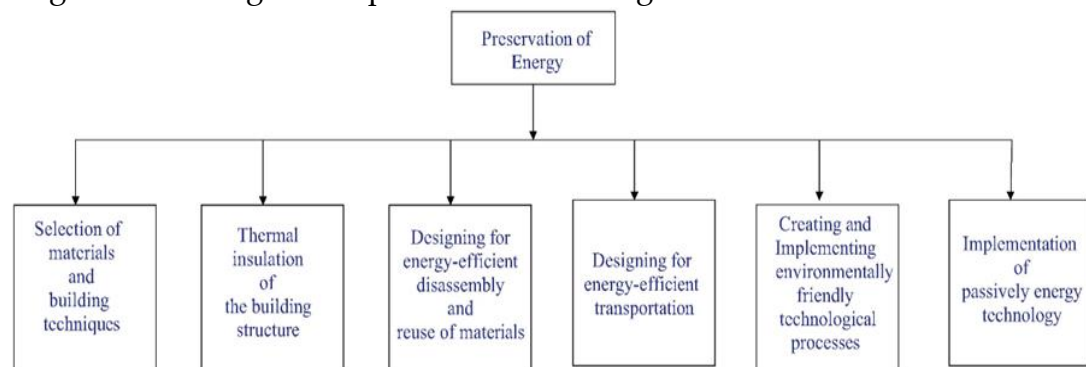 Preservation of
Energy
Selection of
materials
and
building
techniques
Thermal
insulation
of
the building
structure
Designing for
energy-efficient
disassembly
and
reuse of materials
Designing for
energy-efficient
transportation
Creating and
Implementing
environmentally
friendly
technological
processes
Implementation
of
passively energy
technology